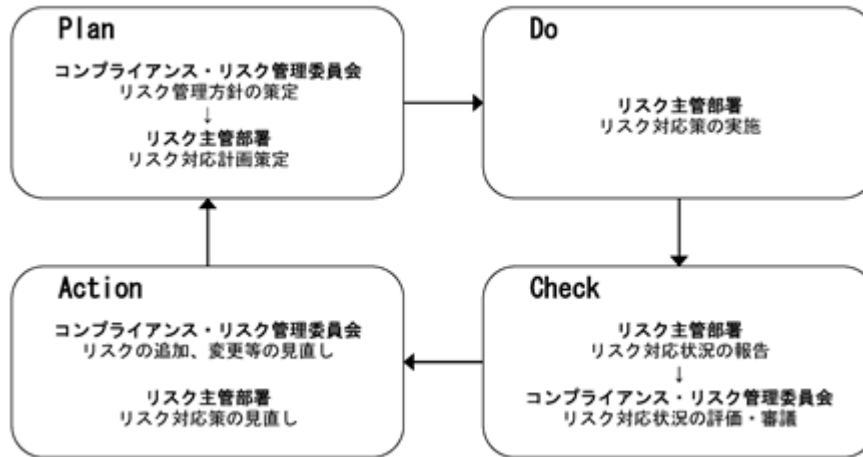 Plan
コンプライアンス・リスク管理委員会
リスク管理方針の策定
↓
リスク主管部署
リスク対応計画策定
Do
リスク主管部署
リスク対応策の実施
Action
コンプライアンス・リスク管理委員会
リスクの追加、変更等の見直し
リスク主管部署
リスク対応策の見直し
Check
リスク主管部署
リスク対応状況の報告
↓
コンプライアンス・リスク管理委員会
リスク対応状況の評価・審議